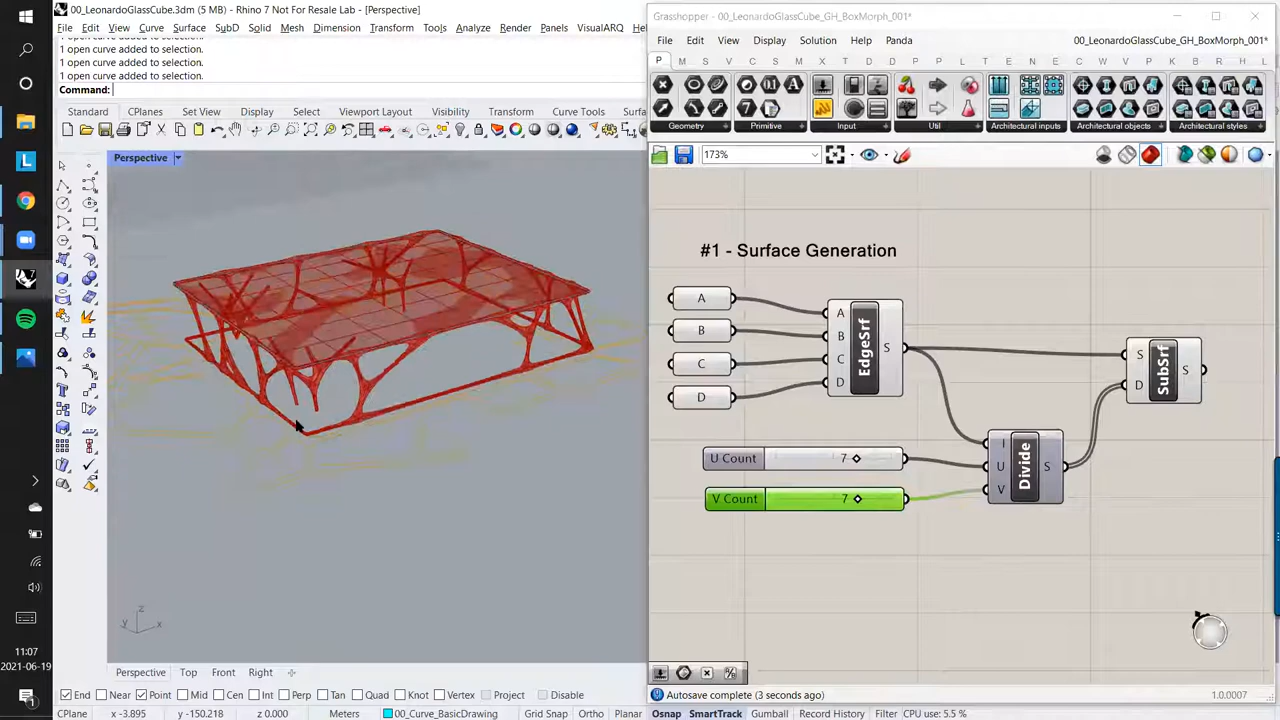 00_LeonardoGlassCube.3dm (5 MB) - Rhino 7 Not For Resale Lab - [Perspective]
File Edit View Curve Surface SubD Solid Mesh Dimension Transform Tools Analyze Render Panels VisualARQ Hel
1 open curve added to selection.
1 open curve added to selection.
1 open curve added to selection.
Command:
Standard CPlanes Set View Display Select Viewport Layout Visibility Transform Curve Tools Surfa
Perspective
z
y
x
Perspective Top Front Right
End Near Point Mid Cen Int Perp Tan Quad Knot Vertex Project Disable
CPlane x -3.895 y -150.218 z 0.000 Meters 00_Curve_BasicDrawing Grid Snap Ortho Planar Osnap SmartTrack Gumball Record History Filter CPU use: 5.5 %
11:07
2021-06-19
Grasshopper - 00_LeonardoGlassCube_GH_BoxMorph_001*
File Edit View Display Solution Help Panda
00_LeonardoGlassCube_GH_BoxMorph_001*
Geometry Primitive Input Util Architectural inputs Architectural objects Architectural styles
173%
#1 - Surface Generation
A
B
C
D
A
B
C
D
EdgeSrf
S
U Count 7
V Count 7
I
U
V
Divide
S
S
D
SubSrf
S
Autosave complete (3 seconds ago)
1.0.0007